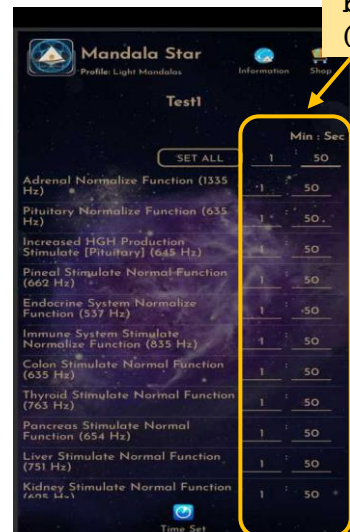 Mandala Star
Profile: Light Mandalas
Information
Shop
Test1
Min : Sec
SET ALL 1 : 50
Adrenal Normalize Function (1335 Hz) 1 : 50
Pituitary Normalize Function (635 Hz) 1 : 50
Increased HGH Production Stimulate [Pituitary] (645 Hz) 1 : 50
Pineal Stimulate Normal Function (662 Hz) 1 : 50
Endocrine System Normalize Function (537 Hz) 1 : 50
Immune System Stimulate Normalize Function (835 Hz) 1 : 50
Colon Stimulate Normal Function (635 Hz) 1 : 50
Thyroid Stimulate Normal Function (763 Hz) 1 : 50
Pancreas Stimulate Normal Function (654 Hz) 1 : 50
Liver Stimulate Normal Function (751 Hz) 1 : 50
Kidney Stimulate Normal Function 1 : 50
Time Set